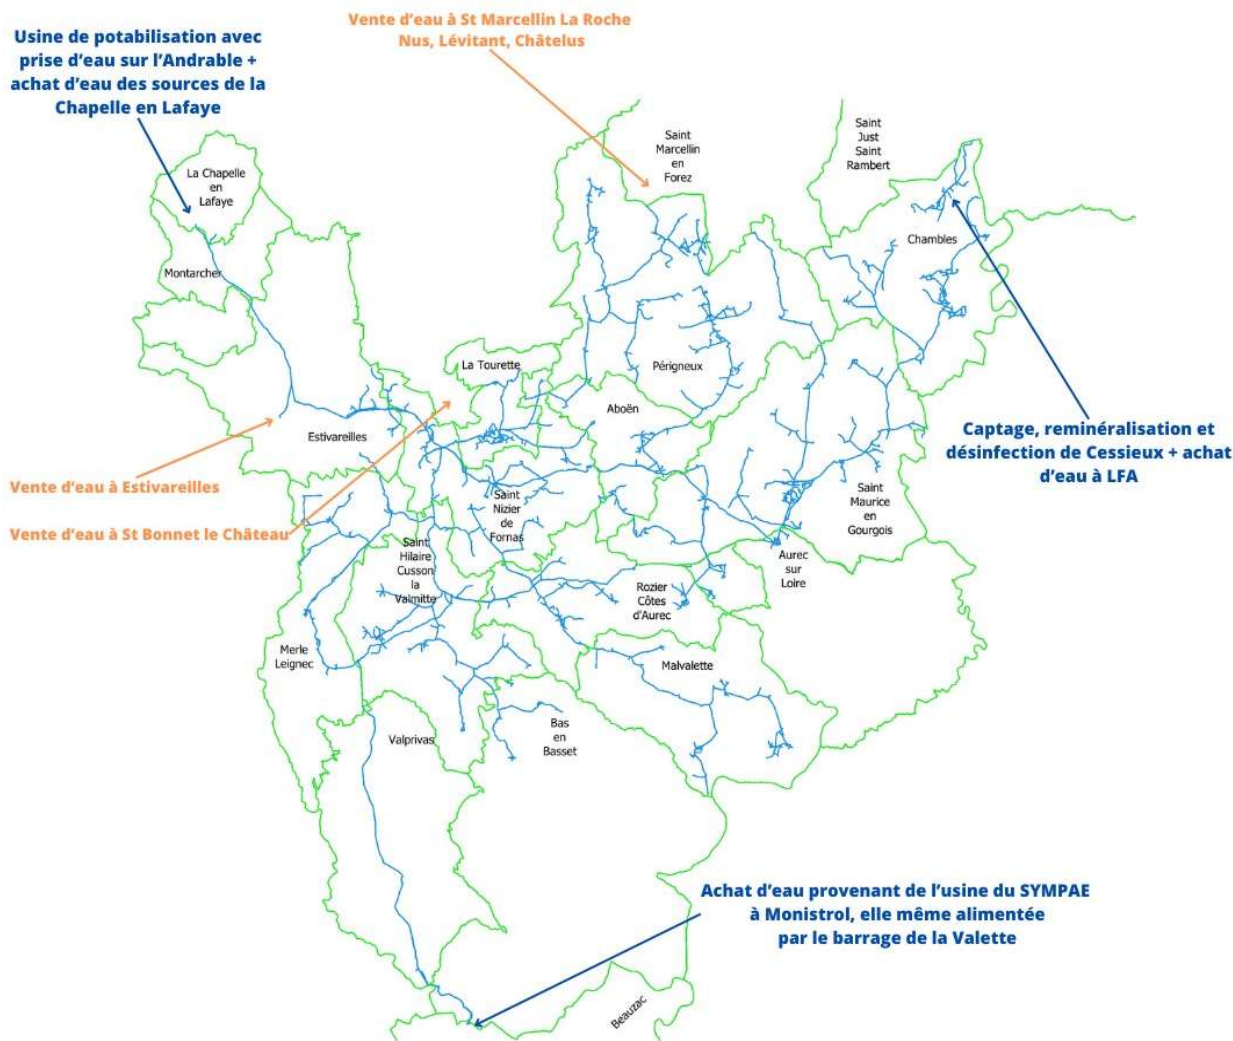 Vente d'eau à St Marcellin La Roche
Nus, Lévitant, Châtelus
Usine de potabilisation avec
prise d'eau sur l'Andrable +
achat d'eau des sources de la
Chapelle en Lafaye
Saint
Just
Saint
Rambert
Saint
Marcellin
en
Forez
La Chapelle
en
Lafaye
Chambles
Montarcher
La Tourette
Périgneux
Aboën
Estivareilles
Captage, reminéralisation et
désinfection de Cessieux + achat
d'eau à LFA
Vente d'eau à Estivareilles
Saint
Nizier
de
Fornas
Saint
Maurice
en
Gourgois
Vente d'eau à St Bonnet le Château
Saint
Hilaire
Cusson
la
Valmitte
Aurec
sur
Loire
Rozier
Côtes
d'Aurec
Merle
Leignec
Malvalette
Valprivas
Bas
en
Basset
Achat d'eau provenant de l'usine du SYMPAE
à Monistrol, elle même alimentée
par le barrage de la Valette
Beauzac